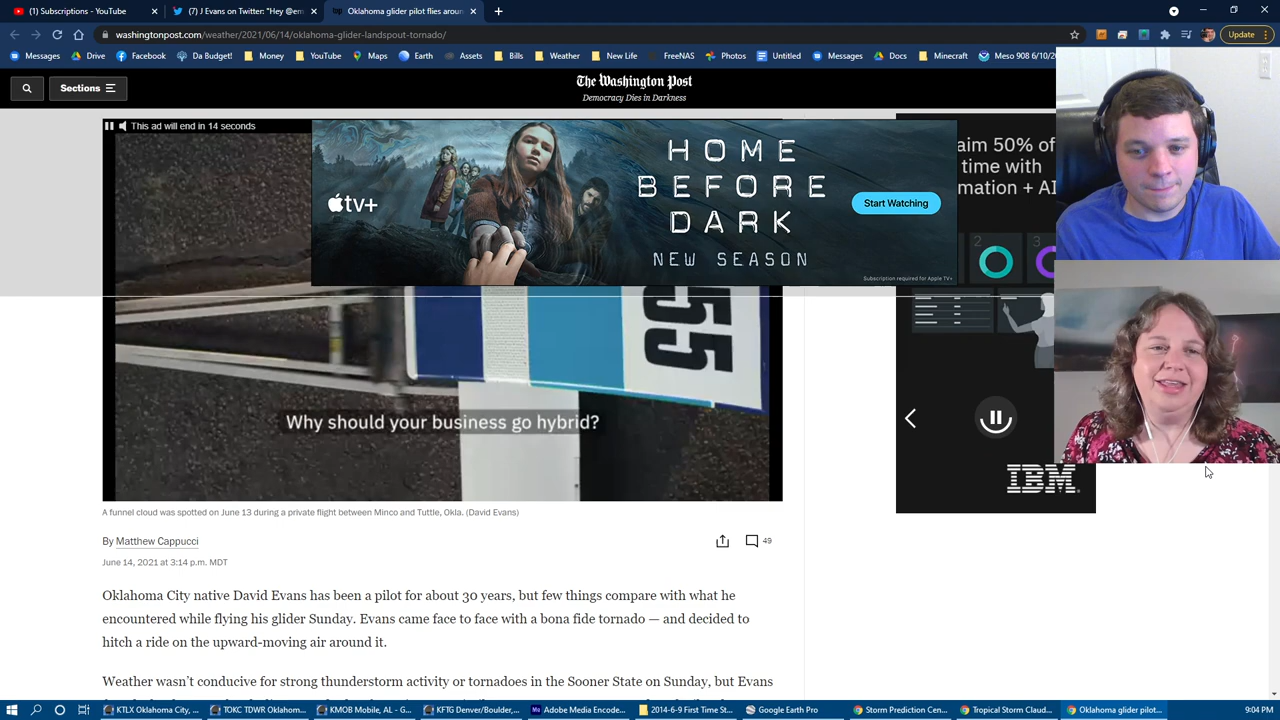 (1) Subscriptions - YouTube
(7) J Evans on Twitter: "Hey @em
Oklahoma glider pilot flies aroun
washingtonpost.com/weather/2021/06/14/oklahoma-glider-landspout-tornado/
Update
Messages
Drive
Facebook
Da Budget!
Money
YouTube
Maps
Earth
Assets
Bills
Weather
New Life
FreeNAS
Photos
Untitled
Messages
Docs
Minecraft
Meso 908 6/10/20
Sections
The Washington Post
Democracy Dies in Darkness
This ad will end in 14 seconds
tv+
HOME
BEFORE
DARK
NEW SEASON
Start Watching
Subscription required for Apple TV+
aim 50% of
time with
mation + AI
2
3
55
Why should your business go hybrid?
IBM
A funnel cloud was spotted on June 13 during a private flight between Minco and Tuttle, Okla. (David Evans)
By Matthew Cappucci
49
June 14, 2021 at 3:14 p.m. MDT
Oklahoma City native David Evans has been a pilot for about 30 years, but few things compare with what he
encountered while flying his glider Sunday. Evans came face to face with a bona fide tornado — and decided to
hitch a ride on the upward-moving air around it.
Weather wasn't conducive for strong thunderstorm activity or tornadoes in the Sooner State on Sunday, but Evans
KTLX Oklahoma City, ...
TOKC TDWR Oklahom...
KMOB Mobile, AL - G...
KFTG Denver/Boulder,...
Adobe Media Encode...
2014-6-9 First Time St...
Google Earth Pro
Storm Prediction Cen...
Tropical Storm Claud...
Oklahoma glider pilot...
9:04 PM